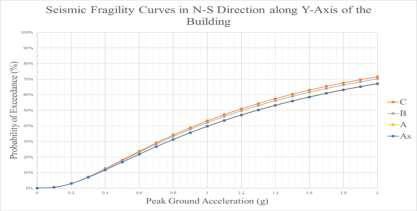 Seismic Fragility Curves in N-S Direction along Y-Axis of the
Building
Probability of Exceedance (%)
100%
90%
80%
70%
60%
50%
40%
30%
20%
10%
0%
0
0.2
0.4
0.6
0.8
1
1.2
1.4
1.6
1.8
2
Peak Ground Acceleration (g)
C
B
A
As